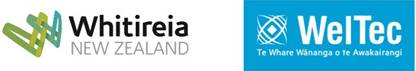 Whitireia
NEW ZEALAND
WelTec
Te Whare Wānanga o te Awakairangi